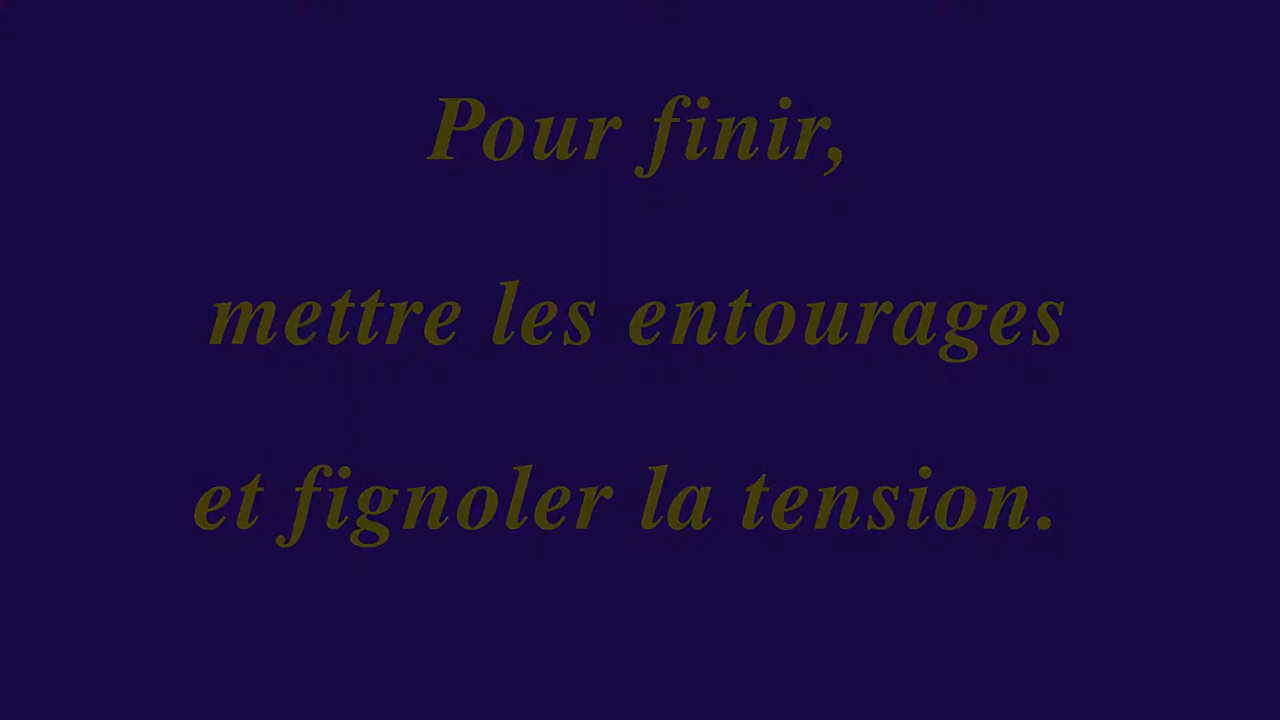 Pour finir,
mettre les entourages
et fignoler la tension.